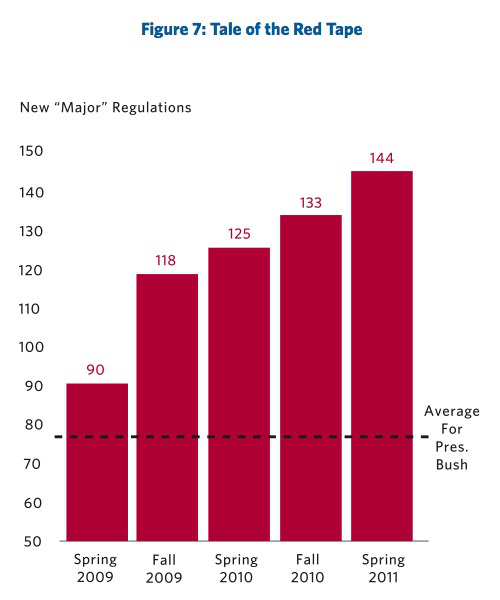 Figure 7: Tale of the Red Tape
New “Major” Regulations
150
140
130
120
110
100
90
80
70
60
50
90
118
125
133
144
Average
For
Pres.
Bush
Spring
2009
Fall
2009
Spring
2010
Fall
2010
Spring
2011